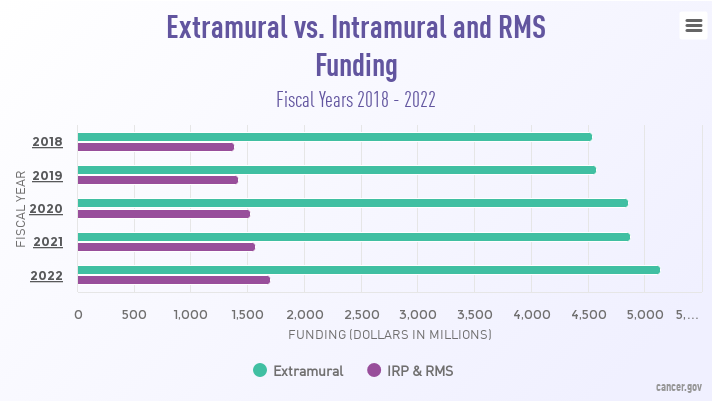 Extramural vs. Intramural and RMS
Funding
Fiscal Years 2018 - 2022
FISCAL YEAR
2018
2019
2020
2021
2022
0 500 1,000 1,500 2,000 2,500 3,000 3,500 4,000 4,500 5,000 5,...
FUNDING (DOLLARS IN MILLIONS)
Extramural IRP & RMS
cancer.gov